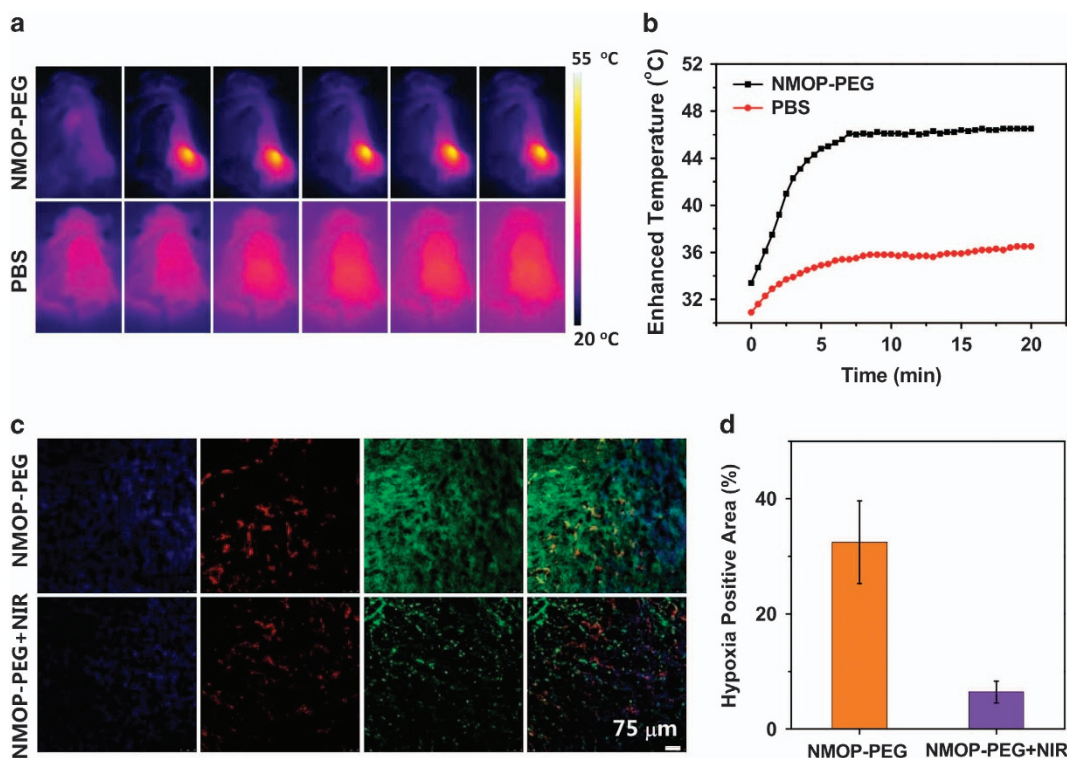 a
NMOP-PEG
PBS
55 °C
20 °C
b
Enhanced Temperature (°C)
52
48
44
40
36
32
NMOP-PEG
PBS
0 5 10 15 20
Time (min)
c
NMOP-PEG
NMOP-PEG+NIR
75 μm
d
Hypoxia Positive Area (%)
40
20
0
NMOP-PEG NMOP-PEG+NIR